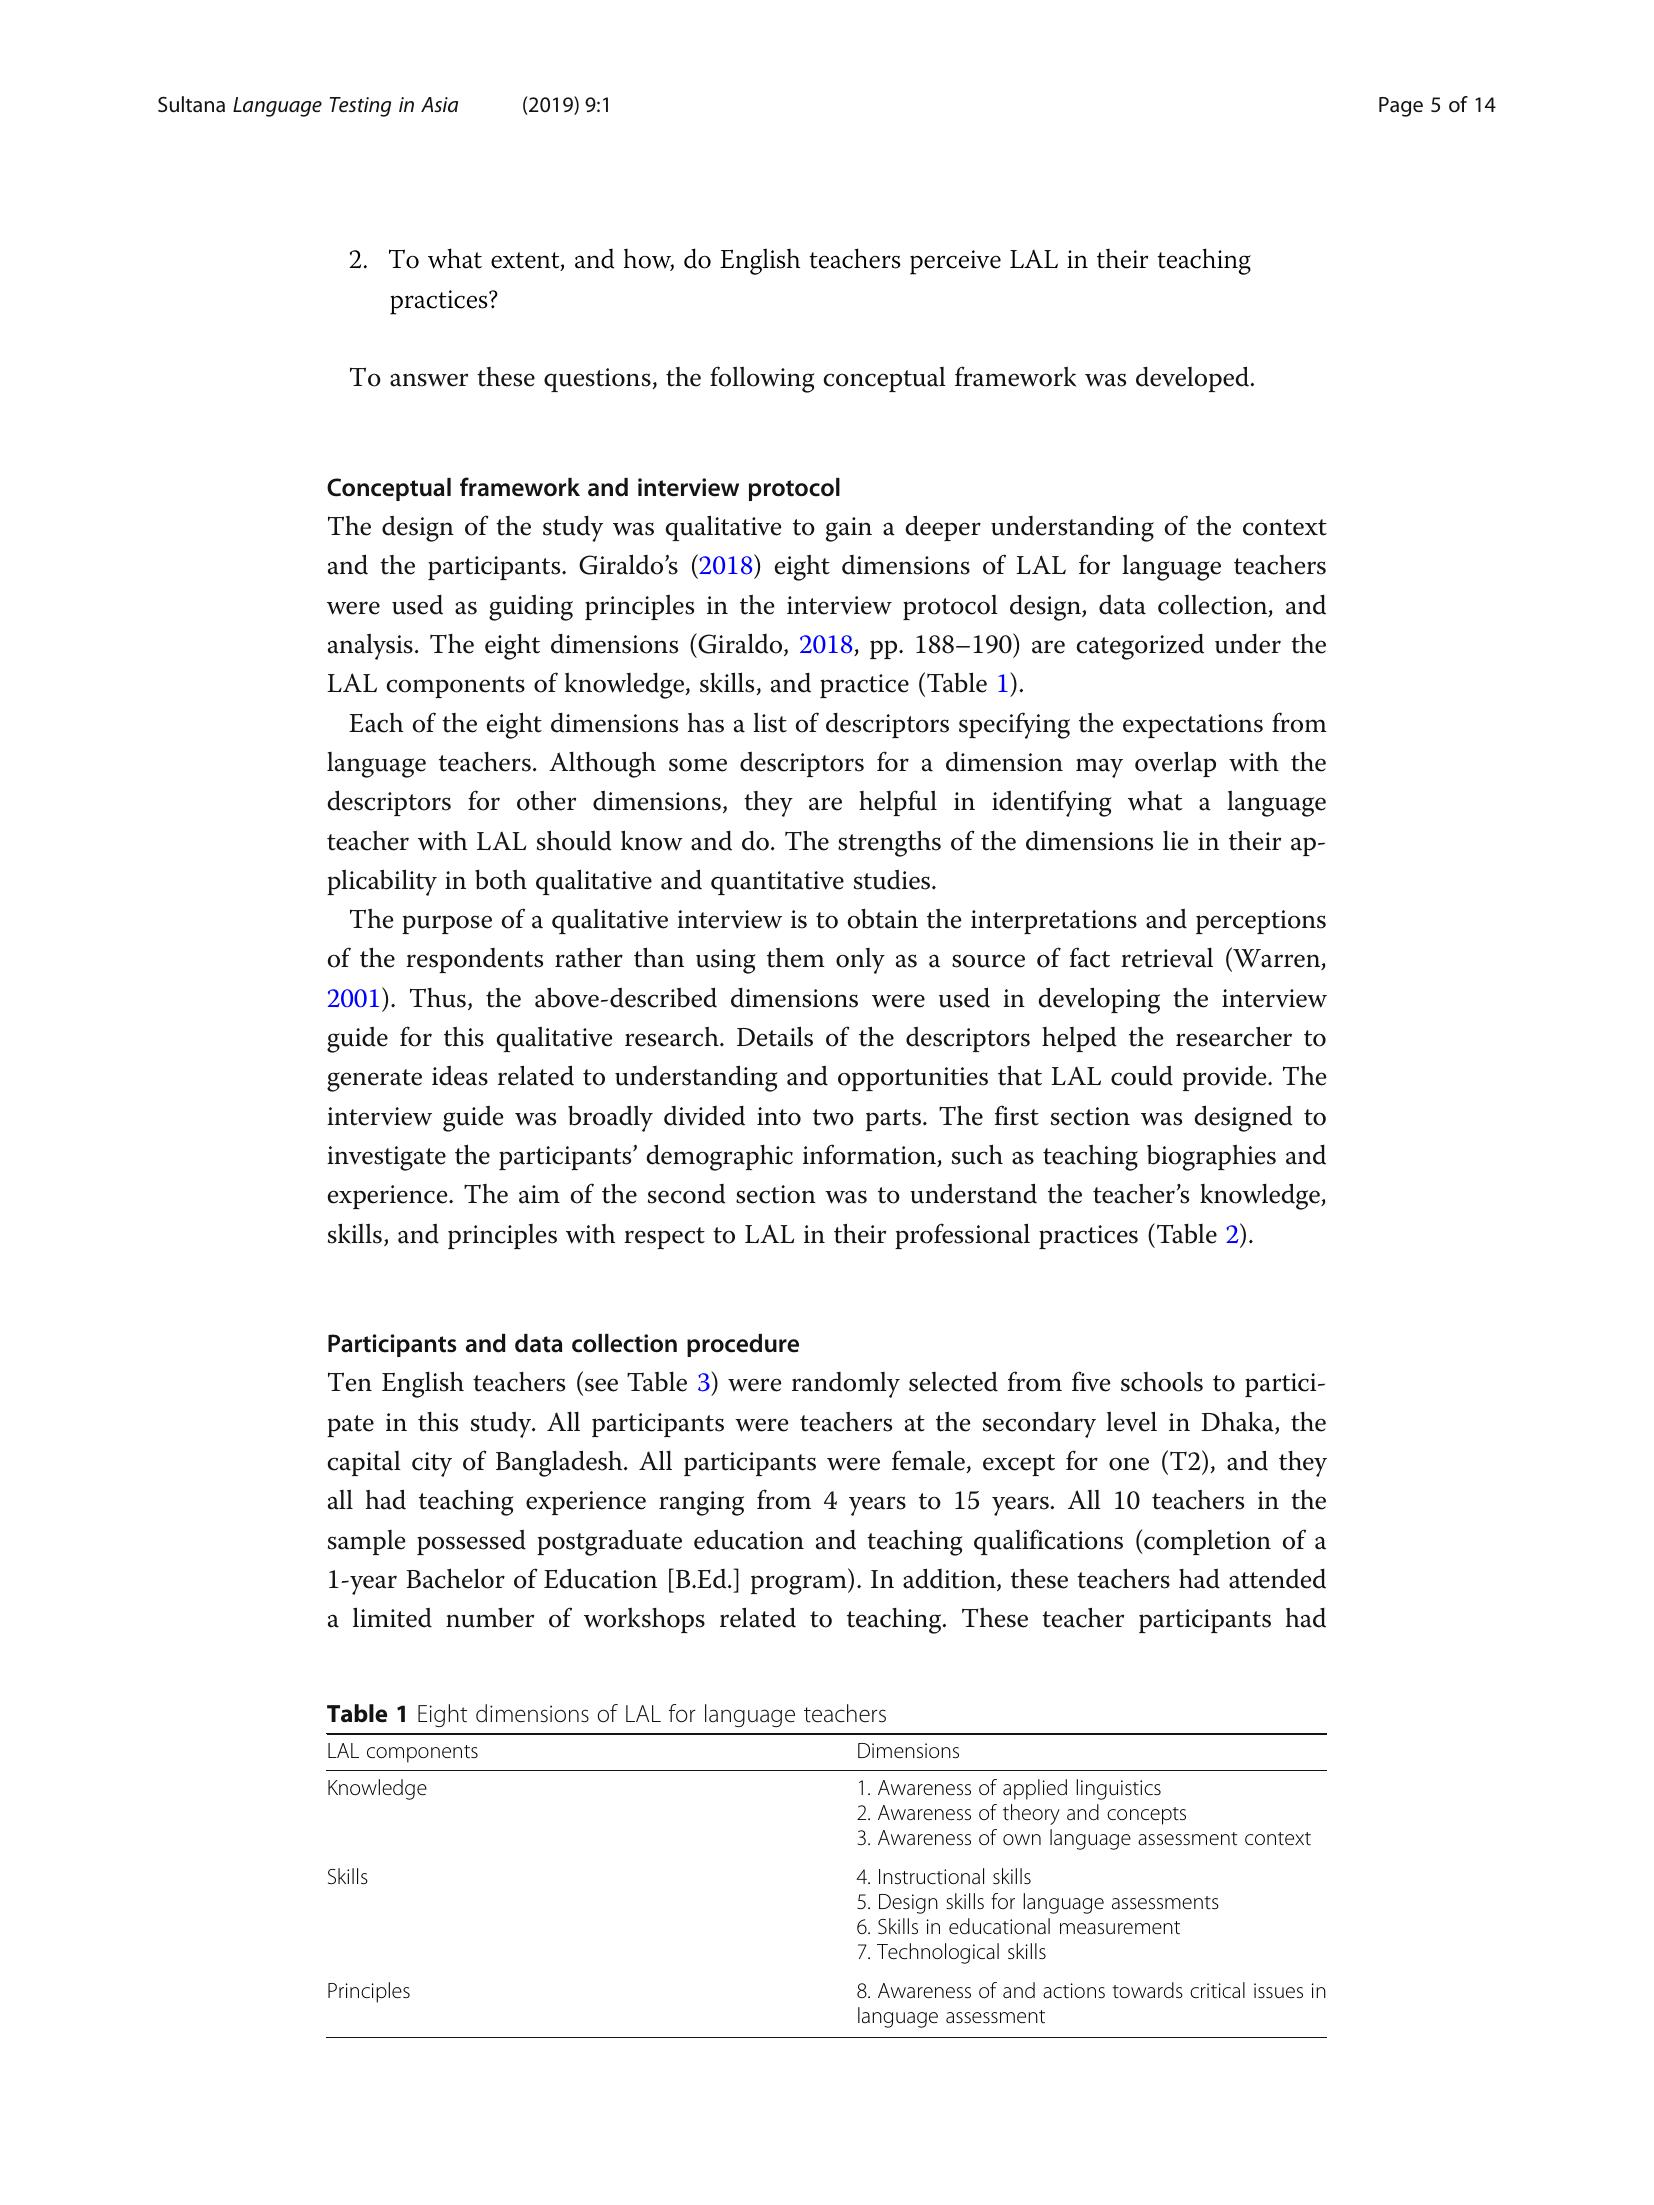 Sultana Language Testing in Asia (2019) 9:1 Page 5 of 14
2. To what extent, and how, do English teachers perceive LAL in their teaching
practices?
To answer these questions, the following conceptual framework was developed.
Conceptual framework and interview protocol
The design of the study was qualitative to gain a deeper understanding of the context
and the participants. Giraldo’s (2018) eight dimensions of LAL for language teachers
were used as guiding principles in the interview protocol design, data collection, and
analysis. The eight dimensions (Giraldo, 2018, pp. 188–190) are categorized under the
LAL components of knowledge, skills, and practice (Table 1).
Each of the eight dimensions has a list of descriptors specifying the expectations from
language teachers. Although some descriptors for a dimension may overlap with the
descriptors for other dimensions, they are helpful in identifying what a language
teacher with LAL should know and do. The strengths of the dimensions lie in their ap-
plicability in both qualitative and quantitative studies.
The purpose of a qualitative interview is to obtain the interpretations and perceptions
of the respondents rather than using them only as a source of fact retrieval (Warren,
2001). Thus, the above-described dimensions were used in developing the interview
guide for this qualitative research. Details of the descriptors helped the researcher to
generate ideas related to understanding and opportunities that LAL could provide. The
interview guide was broadly divided into two parts. The first section was designed to
investigate the participants’ demographic information, such as teaching biographies and
experience. The aim of the second section was to understand the teacher’s knowledge,
skills, and principles with respect to LAL in their professional practices (Table 2).
Participants and data collection procedure
Ten English teachers (see Table 3) were randomly selected from five schools to partici-
pate in this study. All participants were teachers at the secondary level in Dhaka, the
capital city of Bangladesh. All participants were female, except for one (T2), and they
all had teaching experience ranging from 4 years to 15 years. All 10 teachers in the
sample possessed postgraduate education and teaching qualifications (completion of a
1-year Bachelor of Education [B.Ed.] program). In addition, these teachers had attended
a limited number of workshops related to teaching. These teacher participants had
Table 1 Eight dimensions of LAL for language teachers
LAL components Dimensions
Knowledge 1. Awareness of applied linguistics
2. Awareness of theory and concepts
3. Awareness of own language assessment context
Skills 4. Instructional skills
5. Design skills for language assessments
6. Skills in educational measurement
7. Technological skills
Principles 8. Awareness of and actions towards critical issues in
language assessment